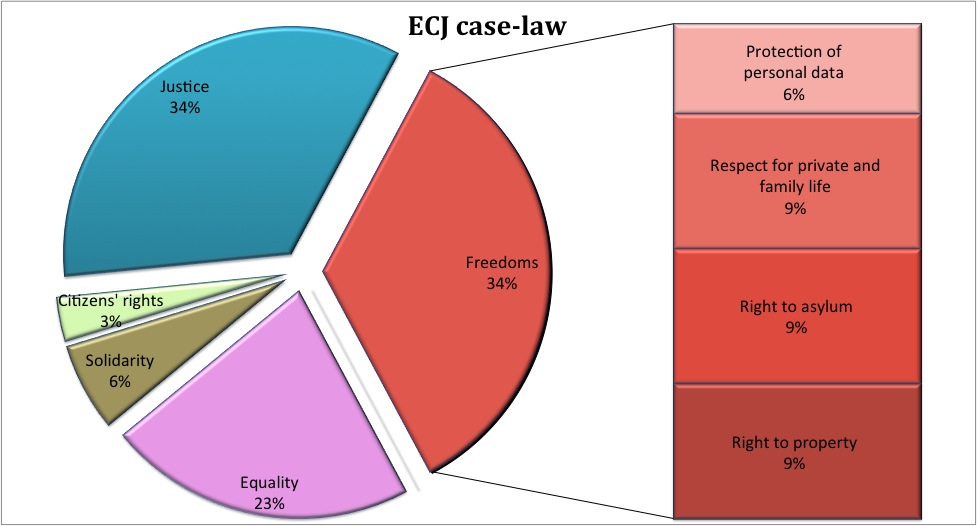 ECJ case-law
Justice
34%
Citizens' rights
3%
Solidarity
6%
Equality
23%
Freedoms
34%
Protection of
personal data
6%
Respect for private and
family life
9%
Right to asylum
9%
Right to property
9%